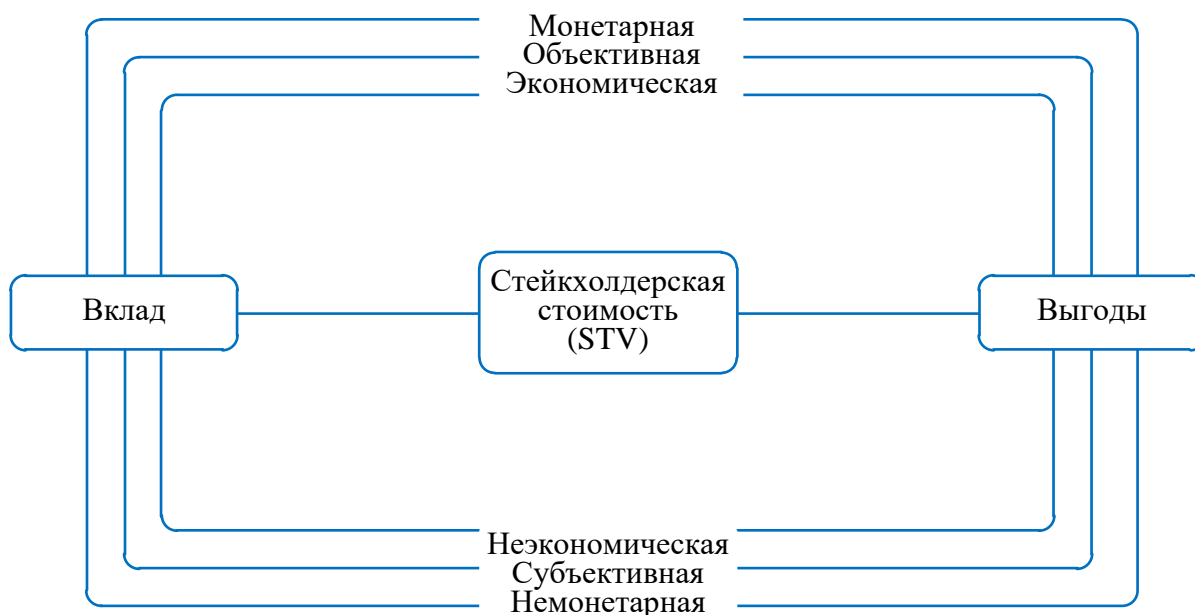 Монетарная
Объективная
Экономическая
Вклад
Стейкхолдерская
стоимость
(STV)
Выгоды
Неэкономическая
Субъективная
Немонетарная